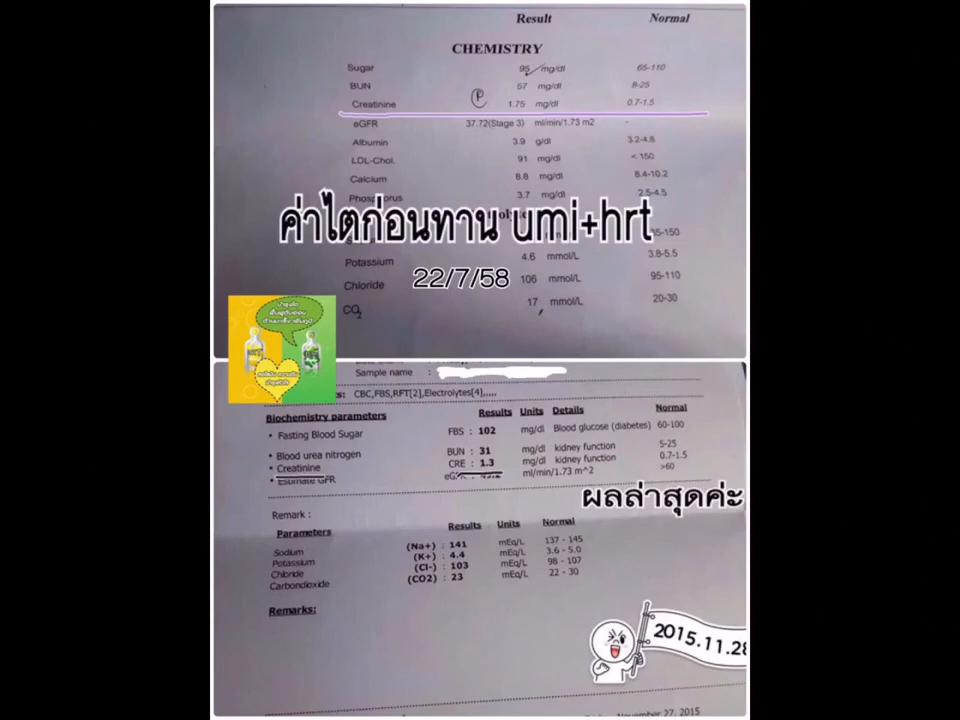 Result Normal
CHEMISTRY
Sugar 95 mg/dl 65-110
BUN 57 mg/dl 8-25
Creatinine P 1.75 mg/dl 0.7-1.5
eGFR 37.72(Stage 3) ml/min/1.73 m2 -
Albumin 3.9 g/dl 3.2-4.8
LDL-Chol. 91 mg/dl < 150
Calcium 8.8 mg/dl 8.4-10.2
Phosphorus 3.7 mg/dl 2.5-4.5
ค่าไตก่อนทาน umi+hrt
Potassium 4.6 mmol/L 3.8-5.5
22/7/58
Chloride 106 mmol/L 95-110
CO2 17 mmol/L 20-30
Sample name :
CBC,FBS,RFT[2],Electrolytes[4],,,,,
Biochemistry parameters Results Units Details Normal
• Fasting Blood Sugar FBS : 102 mg/dl Blood glucose (diabetes) 60-100
• Blood urea nitrogen BUN : 31 mg/dl kidney function 5-25
• Creatinine CRE : 1.3 mg/dl kidney function 0.7-1.5
• Estimate GFR ml/min/1.73 m^2 >60
ผลล่าสุดค่ะ
Remark :
Parameters Results Units Normal
Sodium (Na+) : 141 mEq/L 137 - 145
Potassium (K+) : 4.4 mEq/L 3.6 - 5.0
Chloride (Cl-) : 103 mEq/L 98 - 107
Carbondioxide (CO2) : 23 mEq/L 22 - 30
Remarks:
2015.11.28
November 27, 2015